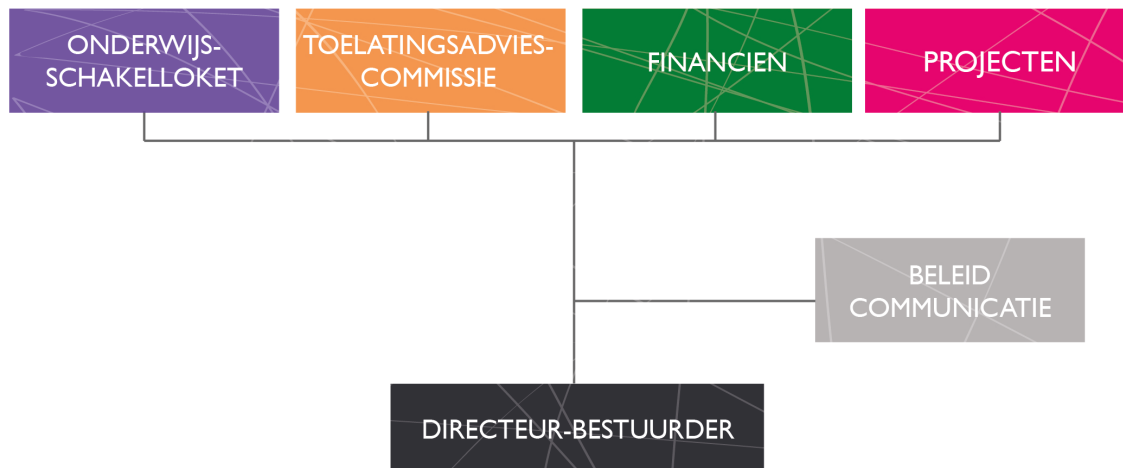 ONDERWIJS-
SCHAKELLOKET
TOELATINGSADVIES-
COMMISSIE
FINANCIEN
PROJECTEN
BELEID
COMMUNICATIE
DIRECTEUR-BESTUURDER